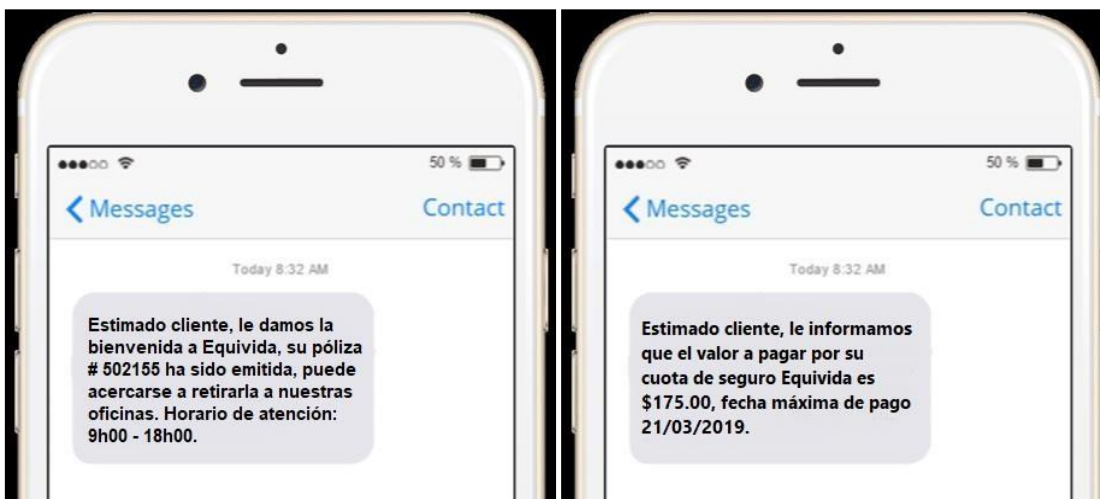 50 %
Messages
Contact
Today 8:32 AM
Estimado cliente, le damos la
bienvenida a Equivida, su póliza
# 502155 ha sido emitida, puede
acercarse a retirarla a nuestras
oficinas. Horario de atención:
9h00 - 18h00.
50 %
Messages
Contact
Today 8:32 AM
Estimado cliente, le informamos
que el valor a pagar por su
cuota de seguro Equivida es
$175.00, fecha máxima de pago
21/03/2019.